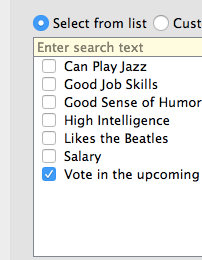 Select from list Cust
Enter search text
Can Play Jazz
Good Job Skills
Good Sense of Humor
High Intelligence
Likes the Beatles
Salary
Vote in the upcoming